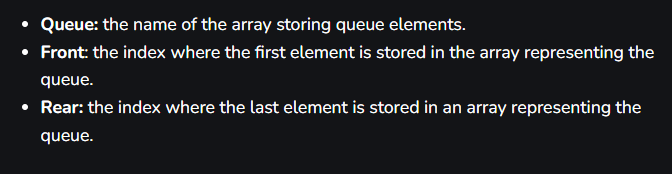 • Queue: the name of the array storing queue elements.
• Front: the index where the first element is stored in the array representing the
queue.
• Rear: the index where the last element is stored in an array representing the
queue.